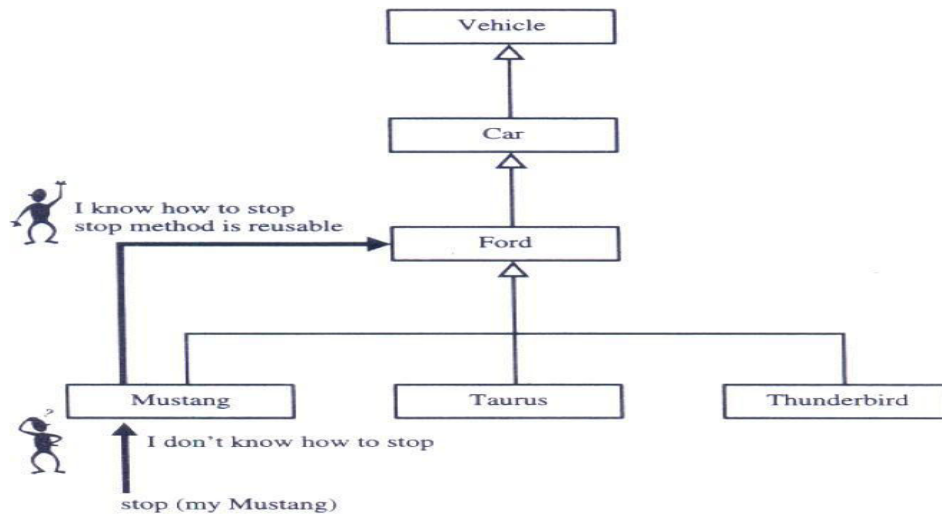 Vehicle
Car
I know how to stop
stop method is reusable
Ford
Mustang
Taurus
Thunderbird
?
I don't know how to stop
stop (my Mustang)